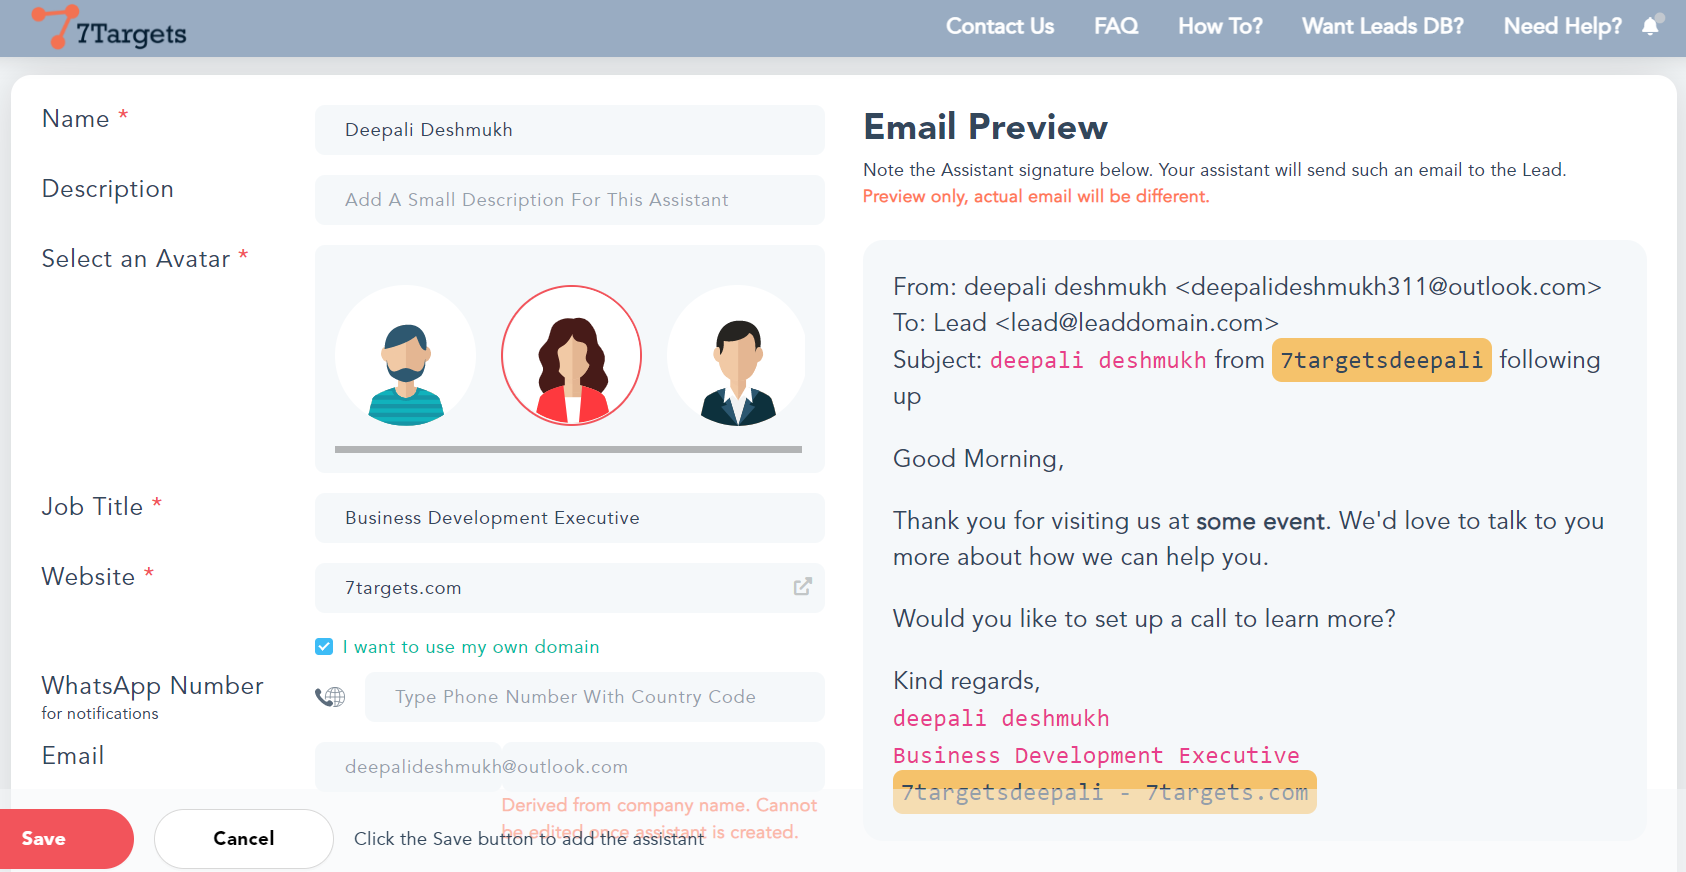 7Targets
Contact Us FAQ How To? Want Leads DB? Need Help?
Name *
Deepali Deshmukh
Description
Add A Small Description For This Assistant
Select an Avatar *
Job Title *
Business Development Executive
Website *
7targets.com
I want to use my own domain
WhatsApp Number
for notifications
Type Phone Number With Country Code
Email
deepalideshmukh@outlook.com
Derived from company name. Cannot
be edited once assistant is created.
Save
Cancel
Click the Save button to add the assistant
Email Preview
Note the Assistant signature below. Your assistant will send such an email to the Lead.
Preview only, actual email will be different.
From: deepali deshmukh <deepalideshmukh311@outlook.com>
To: Lead <lead@leaddomain.com>
Subject: deepali deshmukh from 7targetsdeepali following
up
Good Morning,
Thank you for visiting us at some event. We'd love to talk to you
more about how we can help you.
Would you like to set up a call to learn more?
Kind regards,
deepali deshmukh
Business Development Executive
7targetsdeepali - 7targets.com